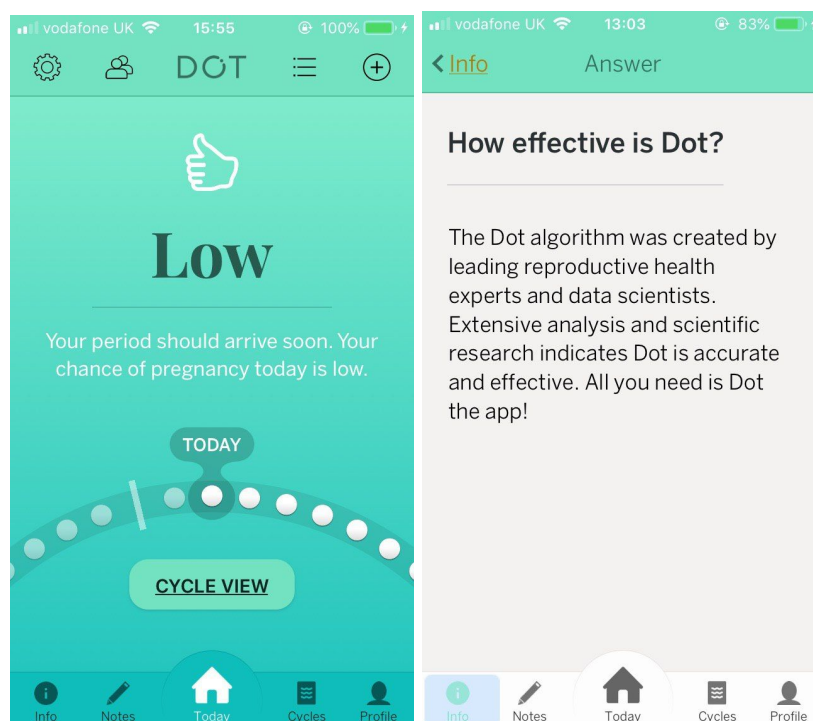 vodafone UK 15:55 100%
DOT
Low
Your period should arrive soon. Your
chance of pregnancy today is low.
TODAY
CYCLE VIEW
Info Notes Today Cycles Profile
vodafone UK 13:03 83%
Info Answer
How effective is Dot?
The Dot algorithm was created by
leading reproductive health
experts and data scientists.
Extensive analysis and scientific
research indicates Dot is accurate
and effective. All you need is Dot
the app!
Info Notes Today Cycles Profile